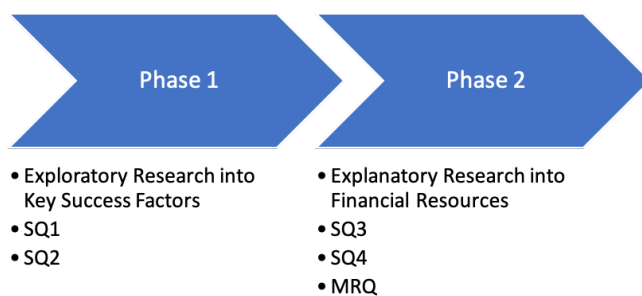 Phase 1
• Exploratory Research into
Key Success Factors
• SQ1
• SQ2
Phase 2
• Explanatory Research into
Financial Resources
• SQ3
• SQ4
• MRQ